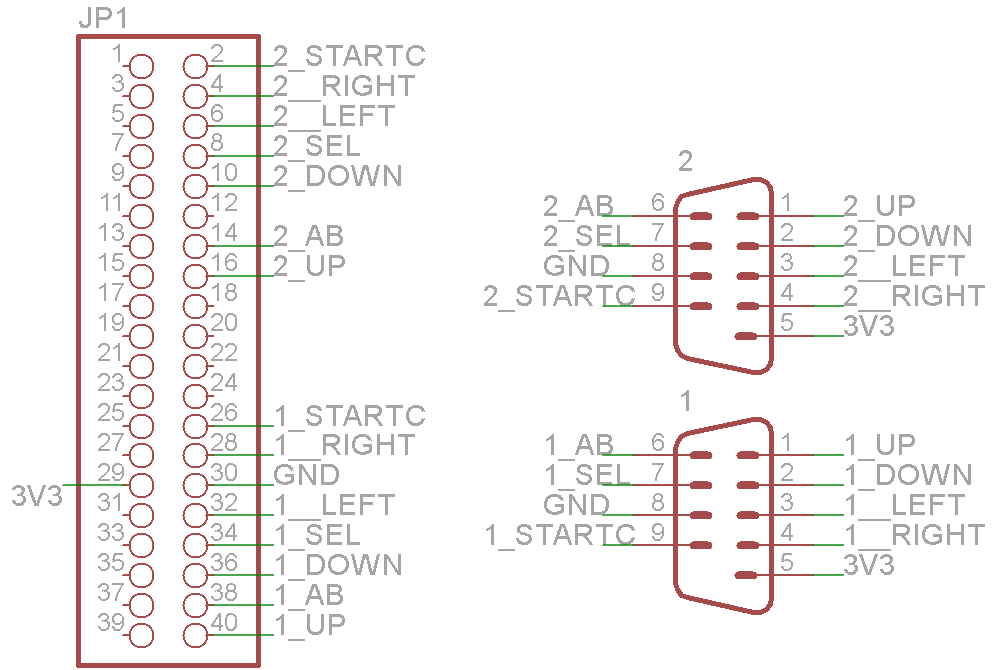 JP1
1 2 2_STARTC
3 4 2__RIGHT
5 6 2__LEFT
7 8 2_SEL
9 10 2_DOWN
11 12
13 14 2_AB
15 16 2_UP
17 18
19 20
21 22
23 24
25 26 1_STARTC
27 28 1__RIGHT
3V3 29 30 GND
31 32 1__LEFT
33 34 1_SEL
35 36 1_DOWN
37 38 1_AB
39 40 1_UP
2
2_AB 6 1 2_UP
2_SEL 7 2 2_DOWN
GND 8 3 2__LEFT
2_STARTC 9 4 2__RIGHT
5 3V3
1
1_AB 6 1 1_UP
1_SEL 7 2 1_DOWN
GND 8 3 1__LEFT
1_STARTC 9 4 1__RIGHT
5 3V3